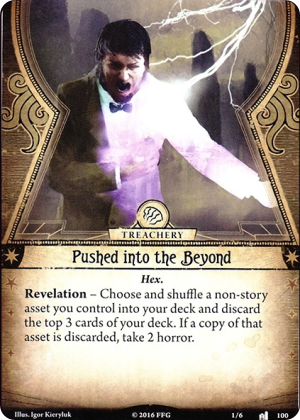 TREACHERY
Pushed into the Beyond
Hex.
Revelation – Choose and shuffle a non-story
asset you control into your deck and discard
the top 3 cards of your deck. If a copy of that
asset is discarded, take 2 horror.
Illus. Igor Kieryluk © 2016 FFG 1/6 100